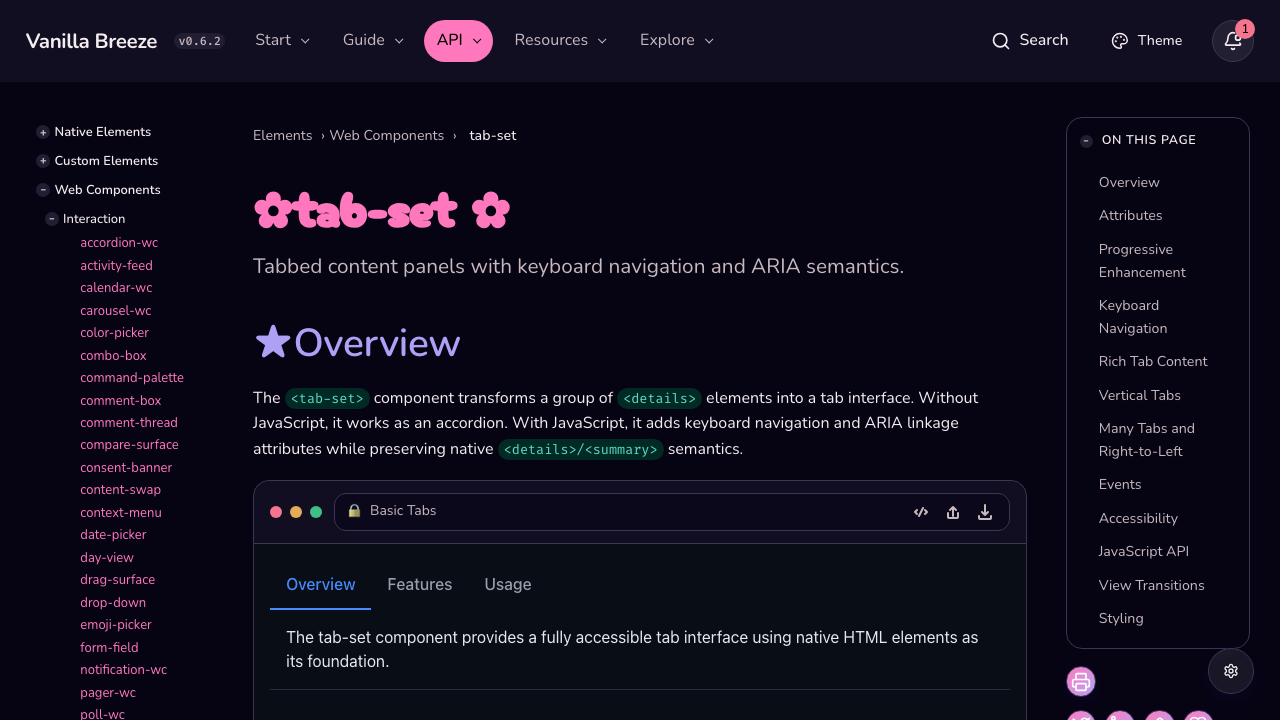 Vanilla Breeze v0.6.2 Start Guide API Resources Explore Search Theme 1
+ Native Elements
+ Custom Elements
− Web Components
− Interaction
accordion-wc
activity-feed
calendar-wc
carousel-wc
color-picker
combo-box
command-palette
comment-box
comment-thread
compare-surface
consent-banner
content-swap
context-menu
date-picker
day-view
drag-surface
drop-down
emoji-picker
form-field
notification-wc
pager-wc
poll-wc
Elements › Web Components › tab-set
✿tab-set ✿
Tabbed content panels with keyboard navigation and ARIA semantics.
★Overview
The <tab-set> component transforms a group of <details> elements into a tab interface. Without
JavaScript, it works as an accordion. With JavaScript, it adds keyboard navigation and ARIA linkage
attributes while preserving native <details>/<summary> semantics.
Basic Tabs
Overview Features Usage
The tab-set component provides a fully accessible tab interface using native HTML elements as
its foundation.
− ON THIS PAGE
Overview
Attributes
Progressive
Enhancement
Keyboard
Navigation
Rich Tab Content
Vertical Tabs
Many Tabs and
Right-to-Left
Events
Accessibility
JavaScript API
View Transitions
Styling